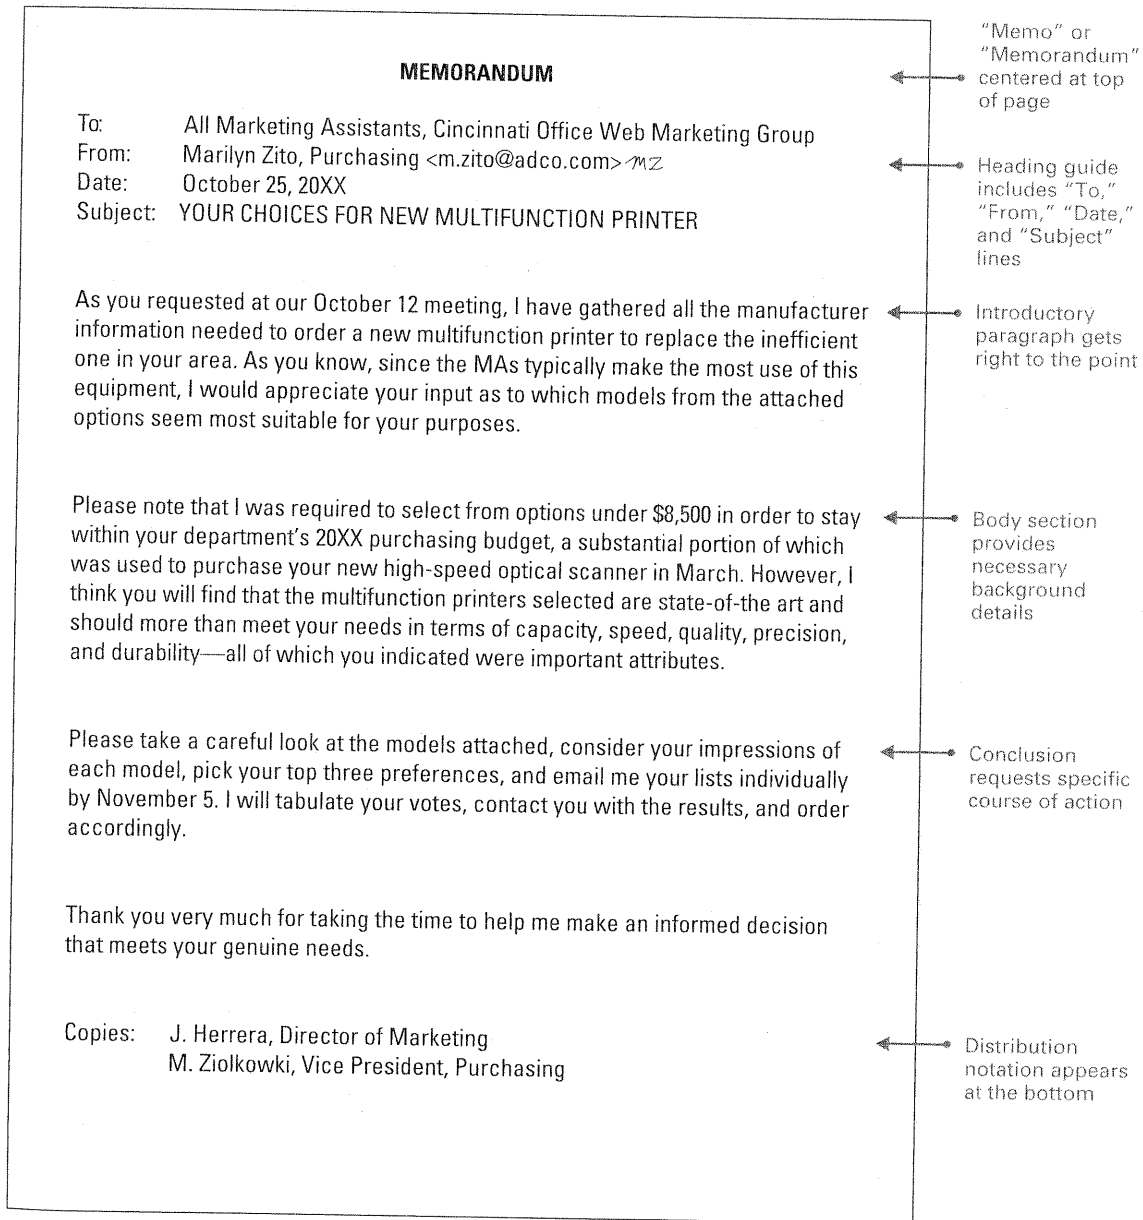 MEMORANDUM
To: All Marketing Assistants, Cincinnati Office Web Marketing Group
From: Marilyn Zito, Purchasing <m.zito@adco.com> MZ
Date: October 25, 20XX
Subject: YOUR CHOICES FOR NEW MULTIFUNCTION PRINTER
As you requested at our October 12 meeting, I have gathered all the manufacturer
information needed to order a new multifunction printer to replace the inefficient
one in your area. As you know, since the MAs typically make the most use of this
equipment, I would appreciate your input as to which models from the attached
options seem most suitable for your purposes.
Please note that I was required to select from options under $8,500 in order to stay
within your department's 20XX purchasing budget, a substantial portion of which
was used to purchase your new high-speed optical scanner in March. However, I
think you will find that the multifunction printers selected are state-of-the art and
should more than meet your needs in terms of capacity, speed, quality, precision,
and durability—all of which you indicated were important attributes.
Please take a careful look at the models attached, consider your impressions of
each model, pick your top three preferences, and email me your lists individually
by November 5. I will tabulate your votes, contact you with the results, and order
accordingly.
Thank you very much for taking the time to help me make an informed decision
that meets your genuine needs.
Copies: J. Herrera, Director of Marketing
M. Ziolkowki, Vice President, Purchasing
"Memo" or
"Memorandum"
centered at top
of page
Heading guide
includes "To,"
"From," "Date,"
and "Subject"
lines
Introductory
paragraph gets
right to the point
Body section
provides
necessary
background
details
Conclusion
requests specific
course of action
Distribution
notation appears
at the bottom